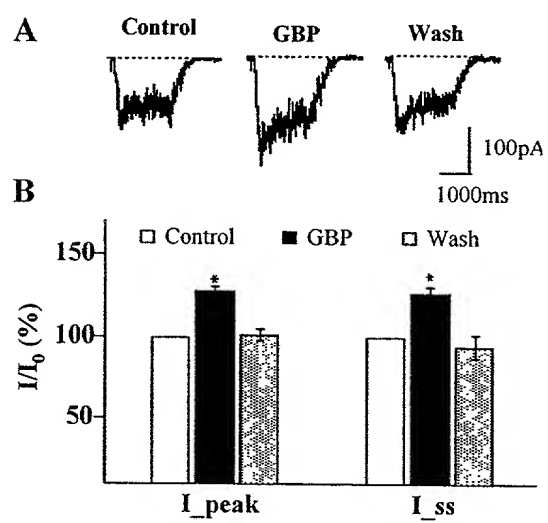 A
Control GBP Wash
100pA
1000ms
B
150
Control GBP Wash
* *
100
50
I/I₀ (%)
I_peak I_ss